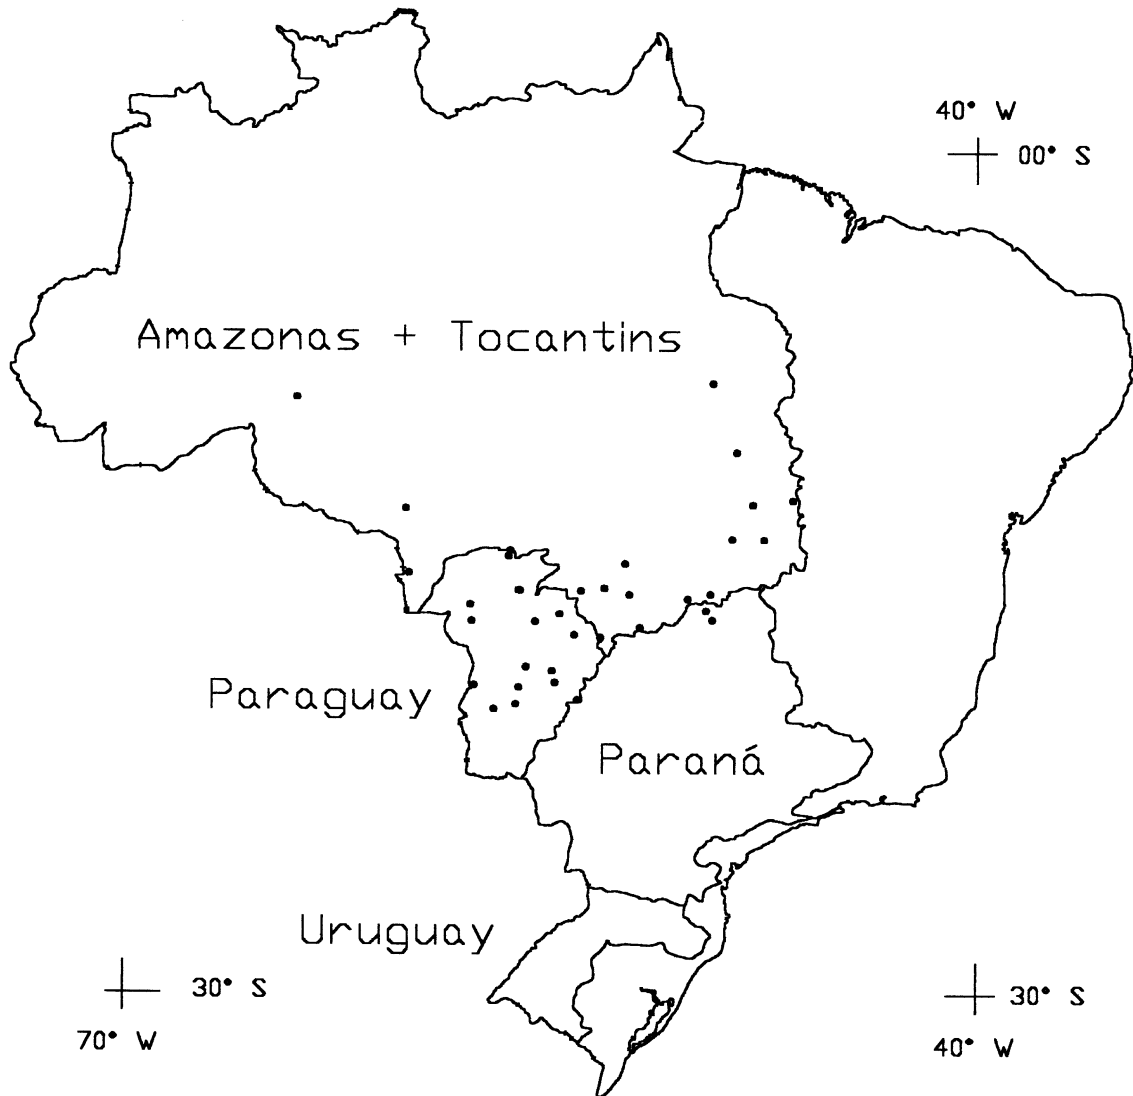 40° W
00° S
Amazonas + Tocantins
Paraguay
Paraná
Uruguay
30° S
70° W
30° S
40° W